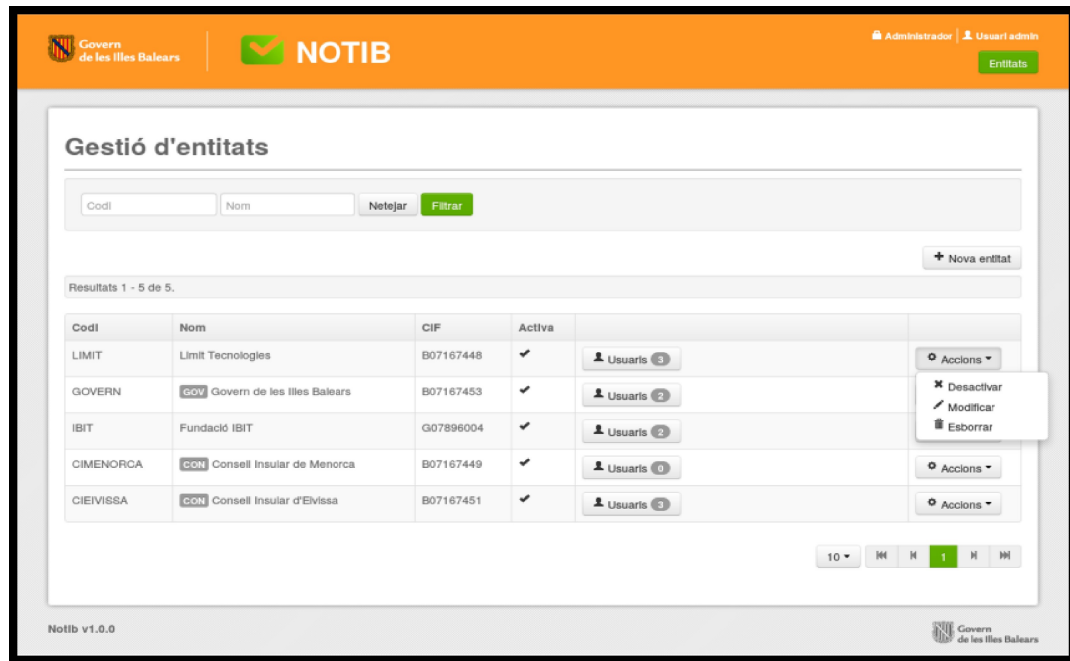 Govern
de les Illes Balears
NOTIB
Administrador
Usuari admin
Entitats
Gestió d'entitats
Codi
Nom
Netejar
Filtrar
Nova entitat
Resultats 1 - 5 de 5.
Codi Nom CIF Activa
LIMIT Limit Tecnologies B07167448 Usuaris 3 Accions
GOVERN GOV Govern de les Illes Balears B07167453 Usuaris 2
Desactivar
Modificar
Esborrar
IBIT Fundació IBIT G07896004 Usuaris 2
CIMENORCA CON Consell Insular de Menorca B07167449 Usuaris 0 Accions
CIEIVISSA CON Consell Insular d'Eivissa B07167451 Usuaris 3 Accions
10 1
Notib v1.0.0
Govern
de les Illes Balears